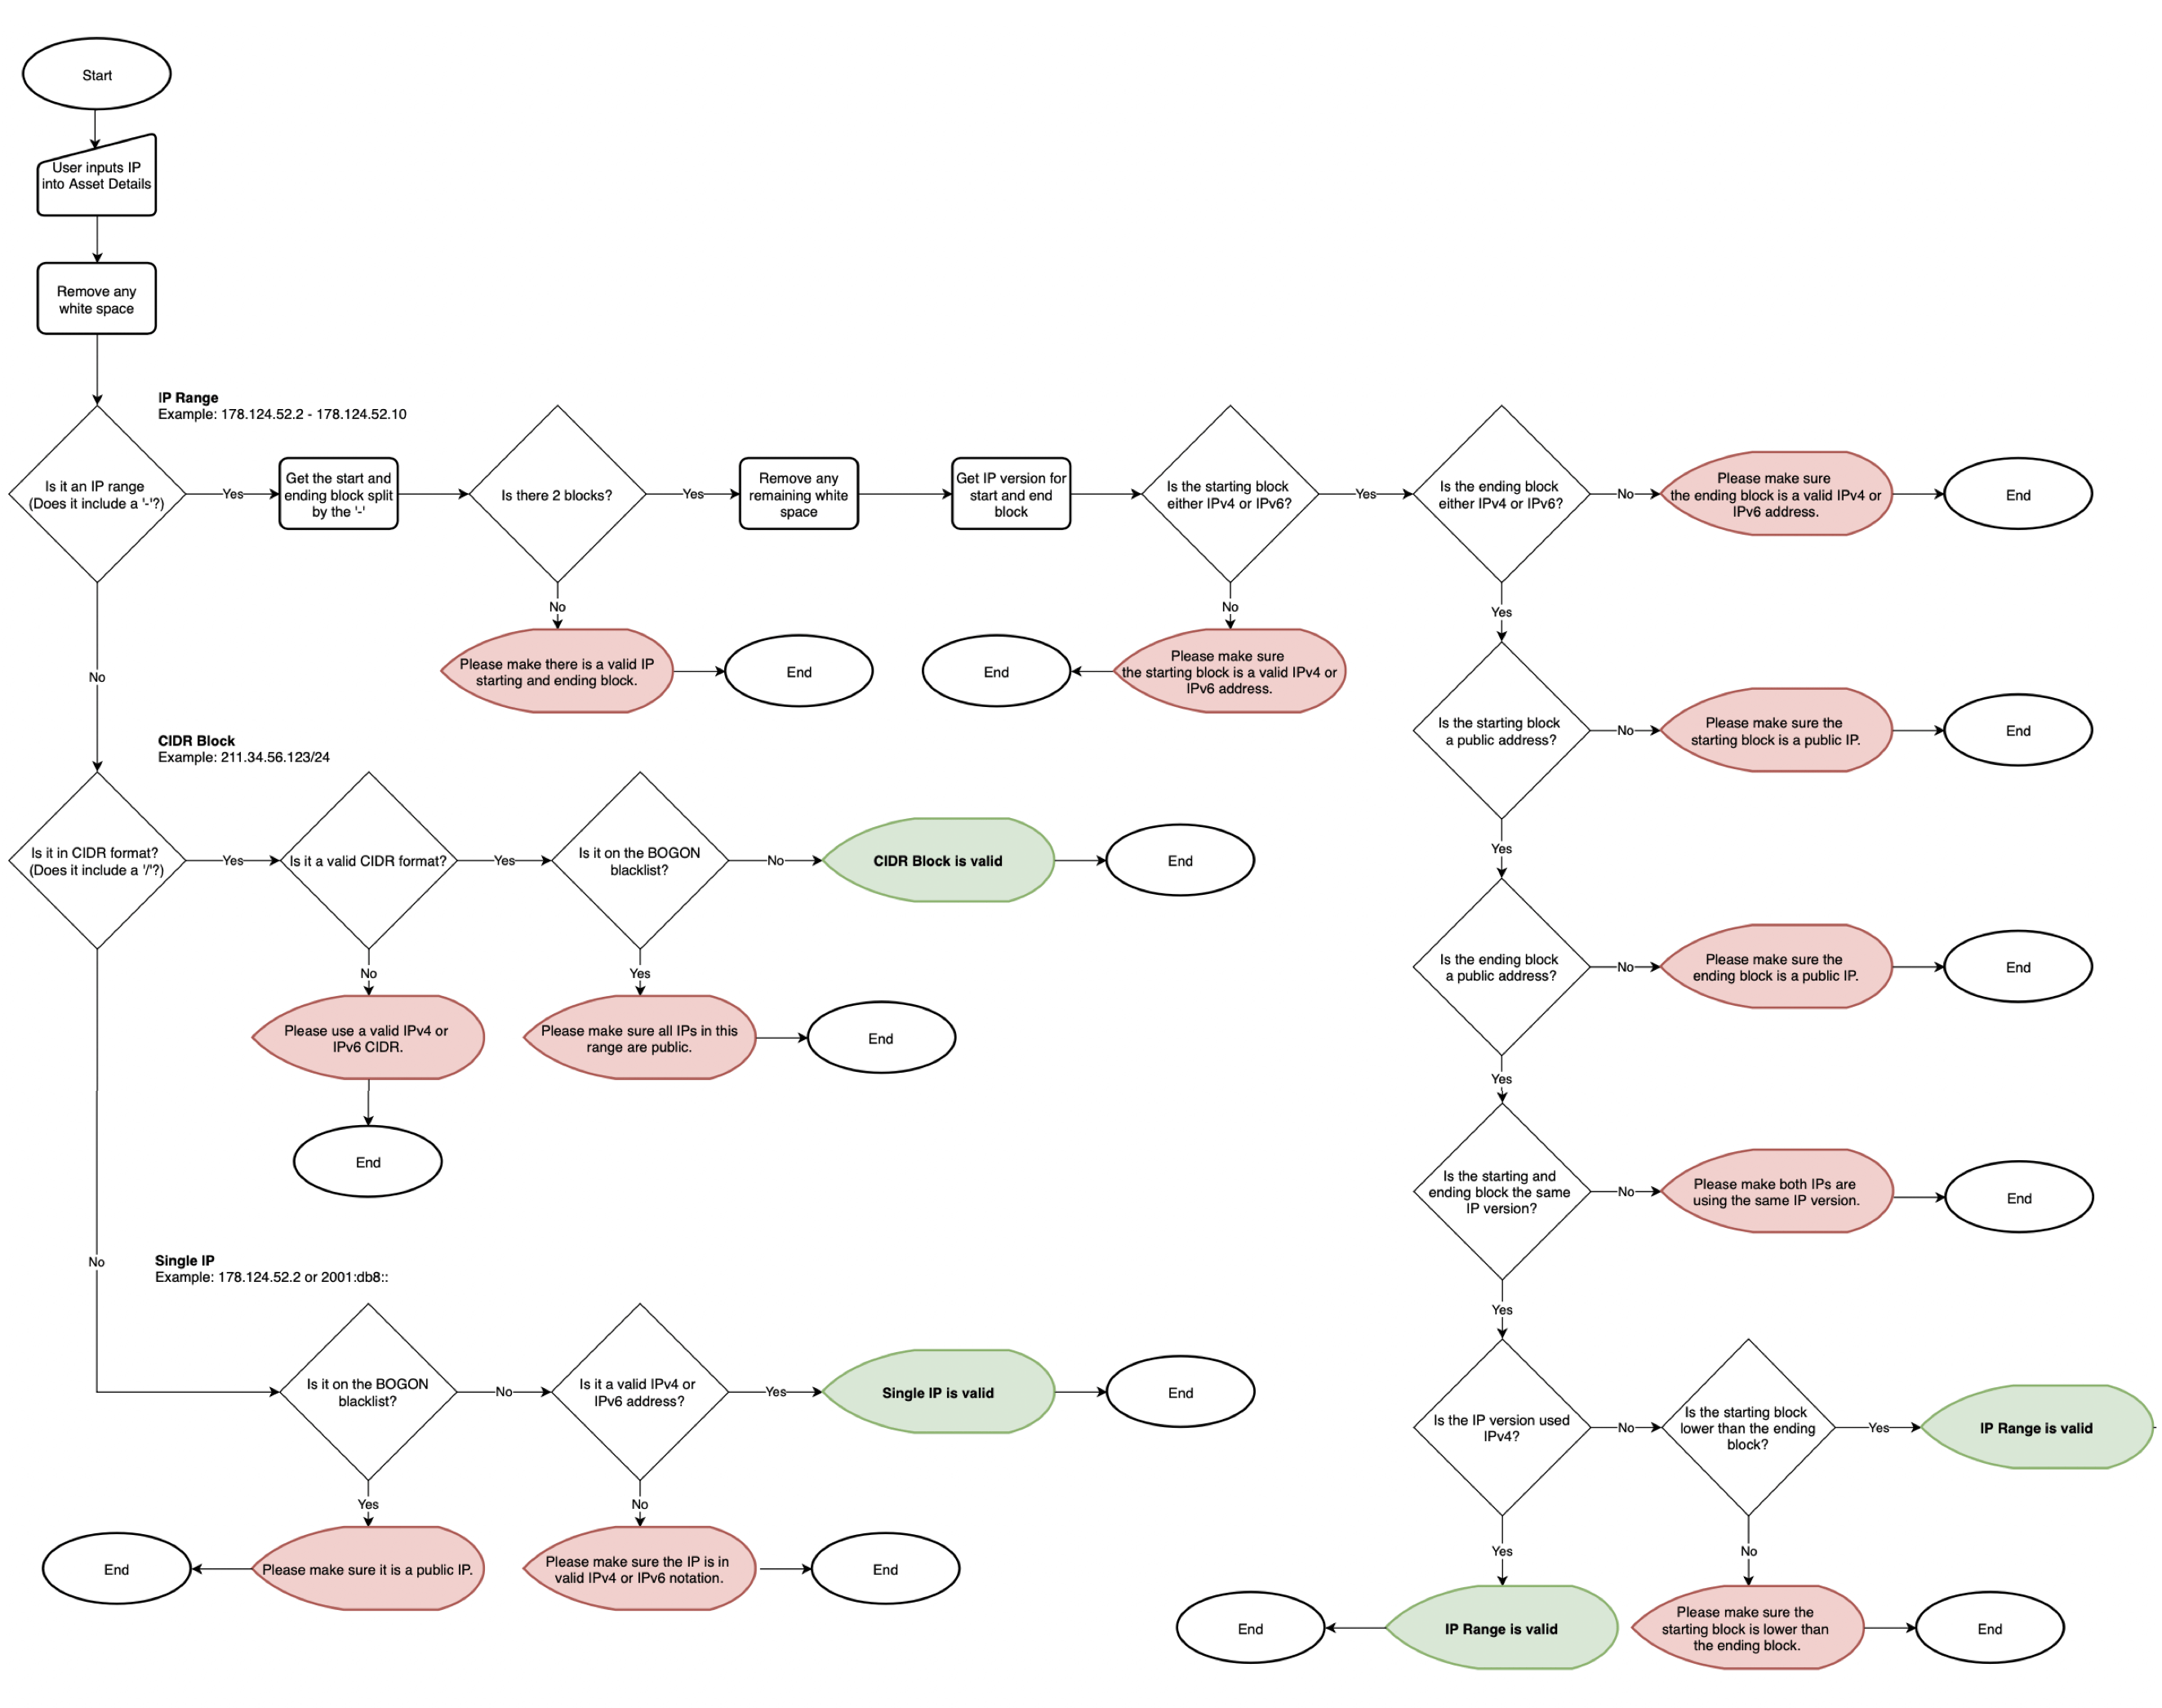 Start
User inputs IP
into Asset Details
Remove any
white space
IP Range
Example: 178.124.52.2 - 178.124.52.10
Is it an IP range
(Does it include a '-'?)
Yes
Get the start and
ending block split
by the '-'
Is there 2 blocks?
Yes
Remove any
remaining white
space
Get IP version for
start and end
block
Is the starting block
either IPv4 or IPv6?
Yes
Is the ending block
either IPv4 or IPv6?
No
Please make sure
the ending block is a valid IPv4 or
IPv6 address.
End
No
No
Yes
Please make there is a valid IP
starting and ending block.
End
End
Please make sure
the starting block is a valid IPv4 or
IPv6 address.
No
Is the starting block
a public address?
No
Please make sure the
starting block is a public IP.
End
Yes
CIDR Block
Example: 211.34.56.123/24
Is it in CIDR format?
(Does it include a '/'?)
Yes
Is it a valid CIDR format?
Yes
Is it on the BOGON
blacklist?
No
CIDR Block is valid
End
No
Yes
Is the ending block
a public address?
No
Please make sure the
ending block is a public IP.
End
Please use a valid IPv4 or
IPv6 CIDR.
Please make sure all IPs in this
range are public.
End
Yes
End
Is the starting and
ending block the same
IP version?
No
Please make both IPs are
using the same IP version.
End
No
Single IP
Example: 178.124.52.2 or 2001:db8::
Yes
Is it on the BOGON
blacklist?
No
Is it a valid IPv4 or
IPv6 address?
Yes
Single IP is valid
End
Is the IP version used
IPv4?
No
Is the starting block
lower than the ending
block?
Yes
IP Range is valid
Yes
No
Yes
No
End
Please make sure it is a public IP.
Please make sure the IP is in
valid IPv4 or IPv6 notation.
End
End
IP Range is valid
Please make sure the
starting block is lower than
the ending block.
End